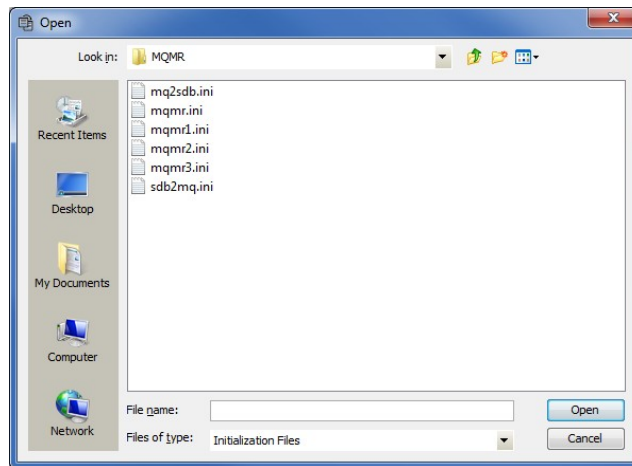 Open
Look in:
MQMR
mq2sdb.ini
mqmr.ini
mqmr1.ini
mqmr2.ini
mqmr3.ini
sdb2mq.ini
Recent Items
Desktop
My Documents
Computer
Network
File name:
Open
Files of type:
Initialization Files
Cancel